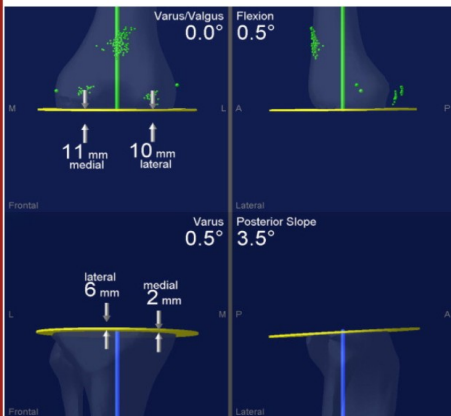 Varus/Valgus
0.0°
M
L
11 mm
medial
10 mm
lateral
Frontal
Flexion
0.5°
A
P
Lateral
Varus
0.5°
lateral
6 mm
medial
2 mm
L
M
Frontal
Posterior Slope
3.5°
P
A
Lateral